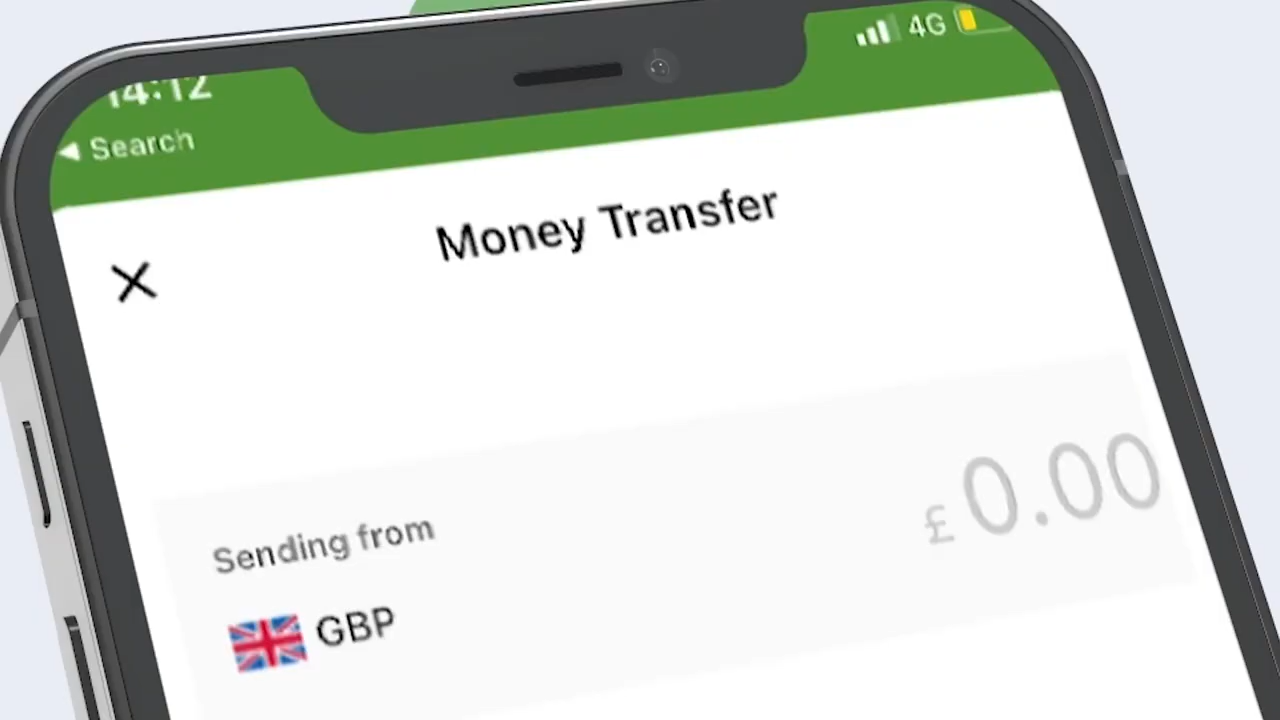 14:12
4G
Search
Money Transfer
Sending from
£0.00
GBP